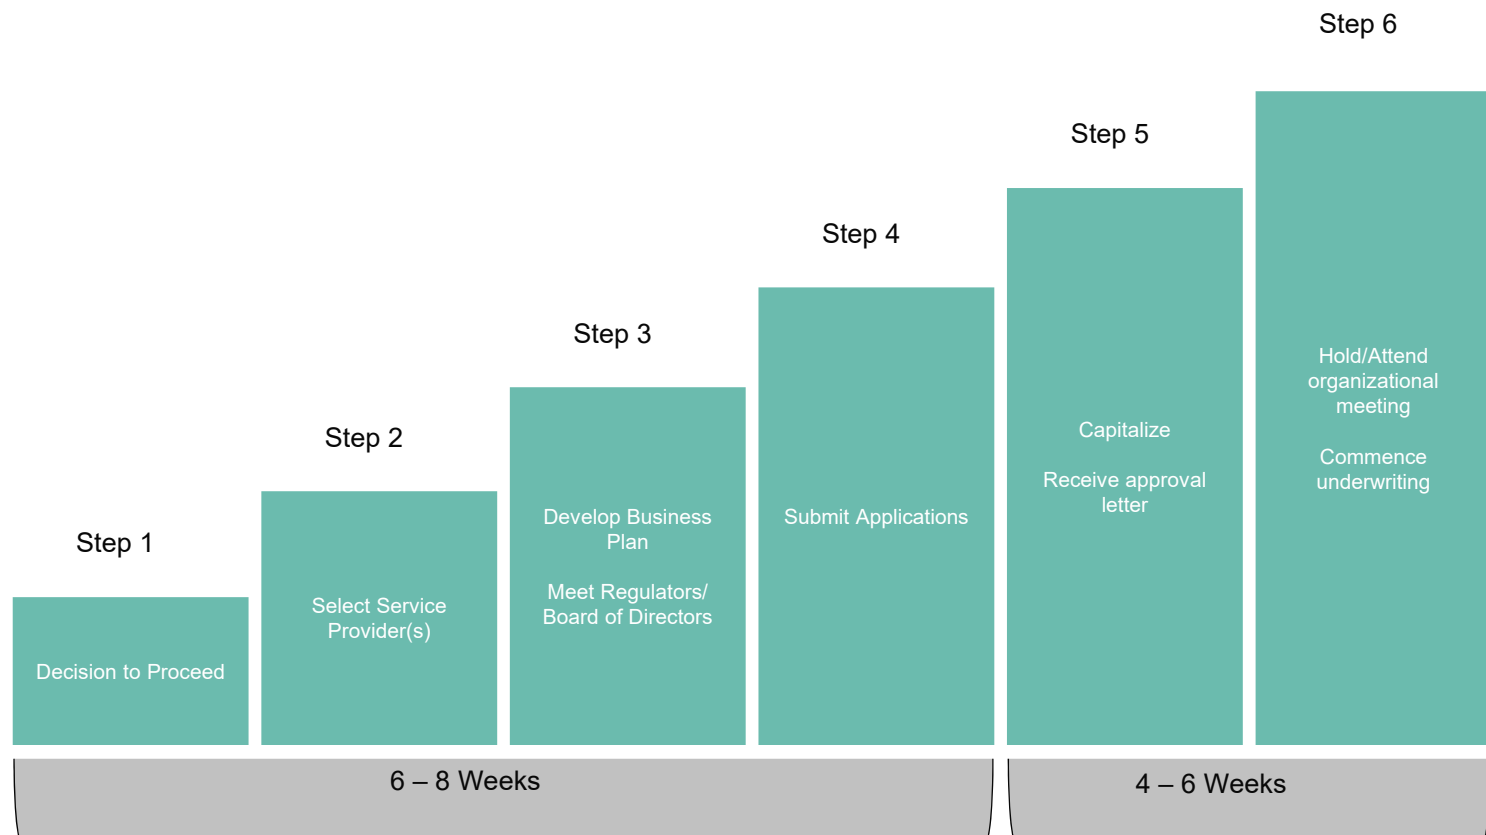 Step 1
Decision to Proceed
Step 2
Select Service
Provider(s)
Step 3
Develop Business
Plan
Meet Regulators/
Board of Directors
Step 4
Submit Applications
Step 5
Capitalize
Receive approval
letter
Step 6
Hold/Attend
organizational
meeting
Commence
underwriting
6 – 8 Weeks
4 – 6 Weeks